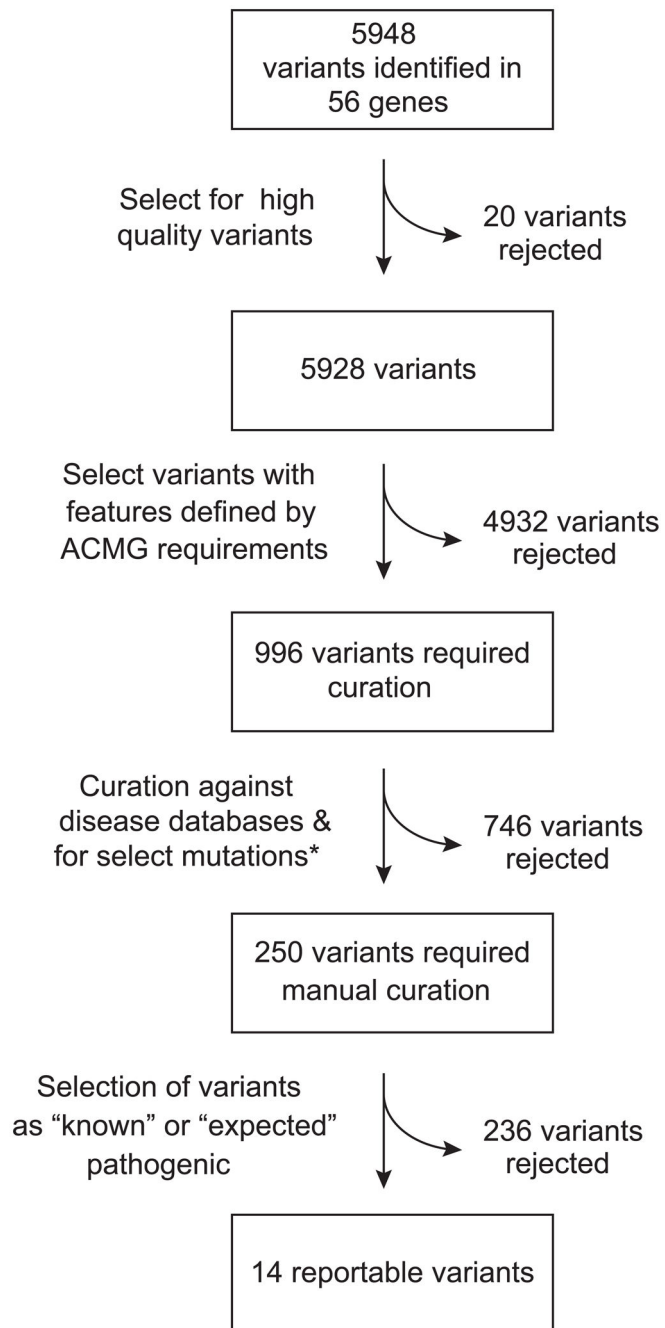 5948
variants identified in
56 genes
Select for high
quality variants
20 variants
rejected
5928 variants
Select variants with
features defined by
ACMG requirements
4932 variants
rejected
996 variants required
curation
Curation against
disease databases &
for select mutations*
746 variants
rejected
250 variants required
manual curation
Selection of variants
as “known” or “expected”
pathogenic
236 variants
rejected
14 reportable variants